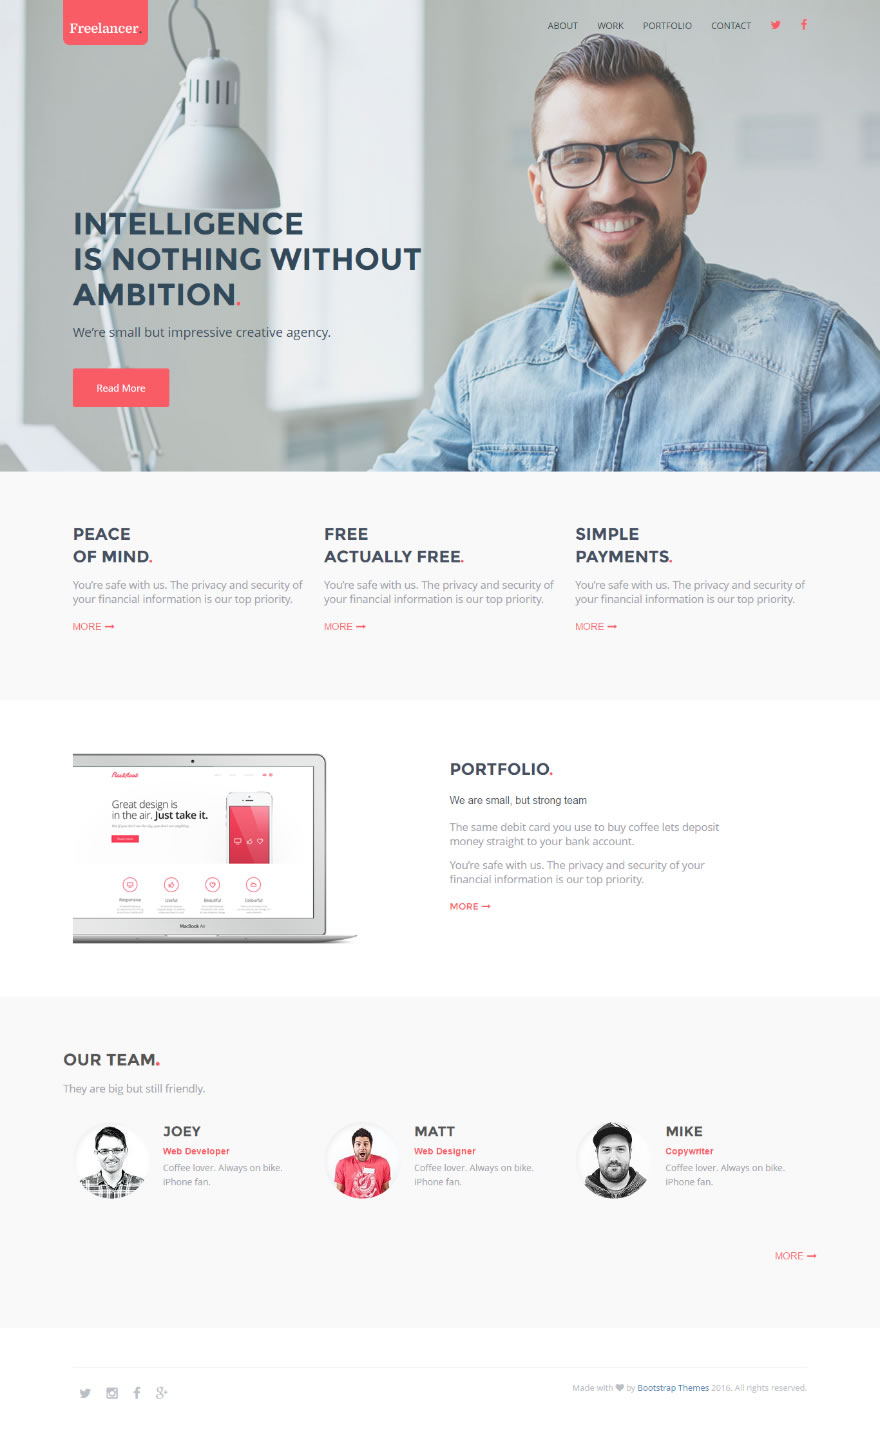 Freelancer.
ABOUT WORK PORTFOLIO CONTACT
INTELLIGENCE
IS NOTHING WITHOUT
AMBITION.
We're small but impressive creative agency.
Read More
PEACE
OF MIND.
You're safe with us. The privacy and security of
your financial information is our top priority.
MORE
FREE
ACTUALLY FREE.
You're safe with us. The privacy and security of
your financial information is our top priority.
MORE
SIMPLE
PAYMENTS.
You're safe with us. The privacy and security of
your financial information is our top priority.
MORE
Great design is
in the air. Just take it.
Responsive
Useful
Beautiful
Colourful
MacBook Air
PORTFOLIO.
We are small, but strong team
The same debit card you use to buy coffee lets deposit
money straight to your bank account.
You're safe with us. The privacy and security of your
financial information is our top priority.
MORE
OUR TEAM.
They are big but still friendly.
JOEY
Web Developer
Coffee lover. Always on bike.
iPhone fan.
MATT
Web Designer
Coffee lover. Always on bike.
iPhone fan.
MIKE
Copywriter
Coffee lover. Always on bike.
iPhone fan.
MORE
Made with by Bootstrap Themes 2016. All rights reserved.